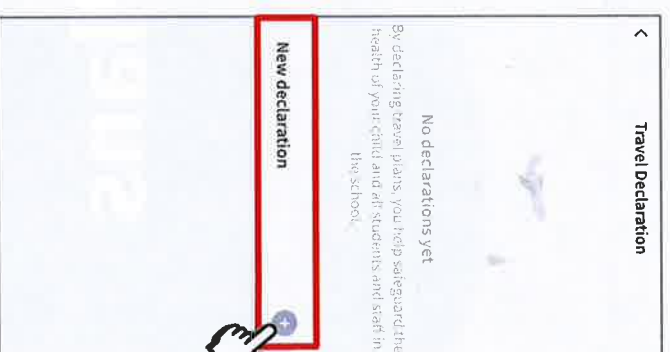 Travel Declaration
No declarations yet
By declaring travel plans, you help safeguard the
health of your child and all students and staff in
the school.
New declaration